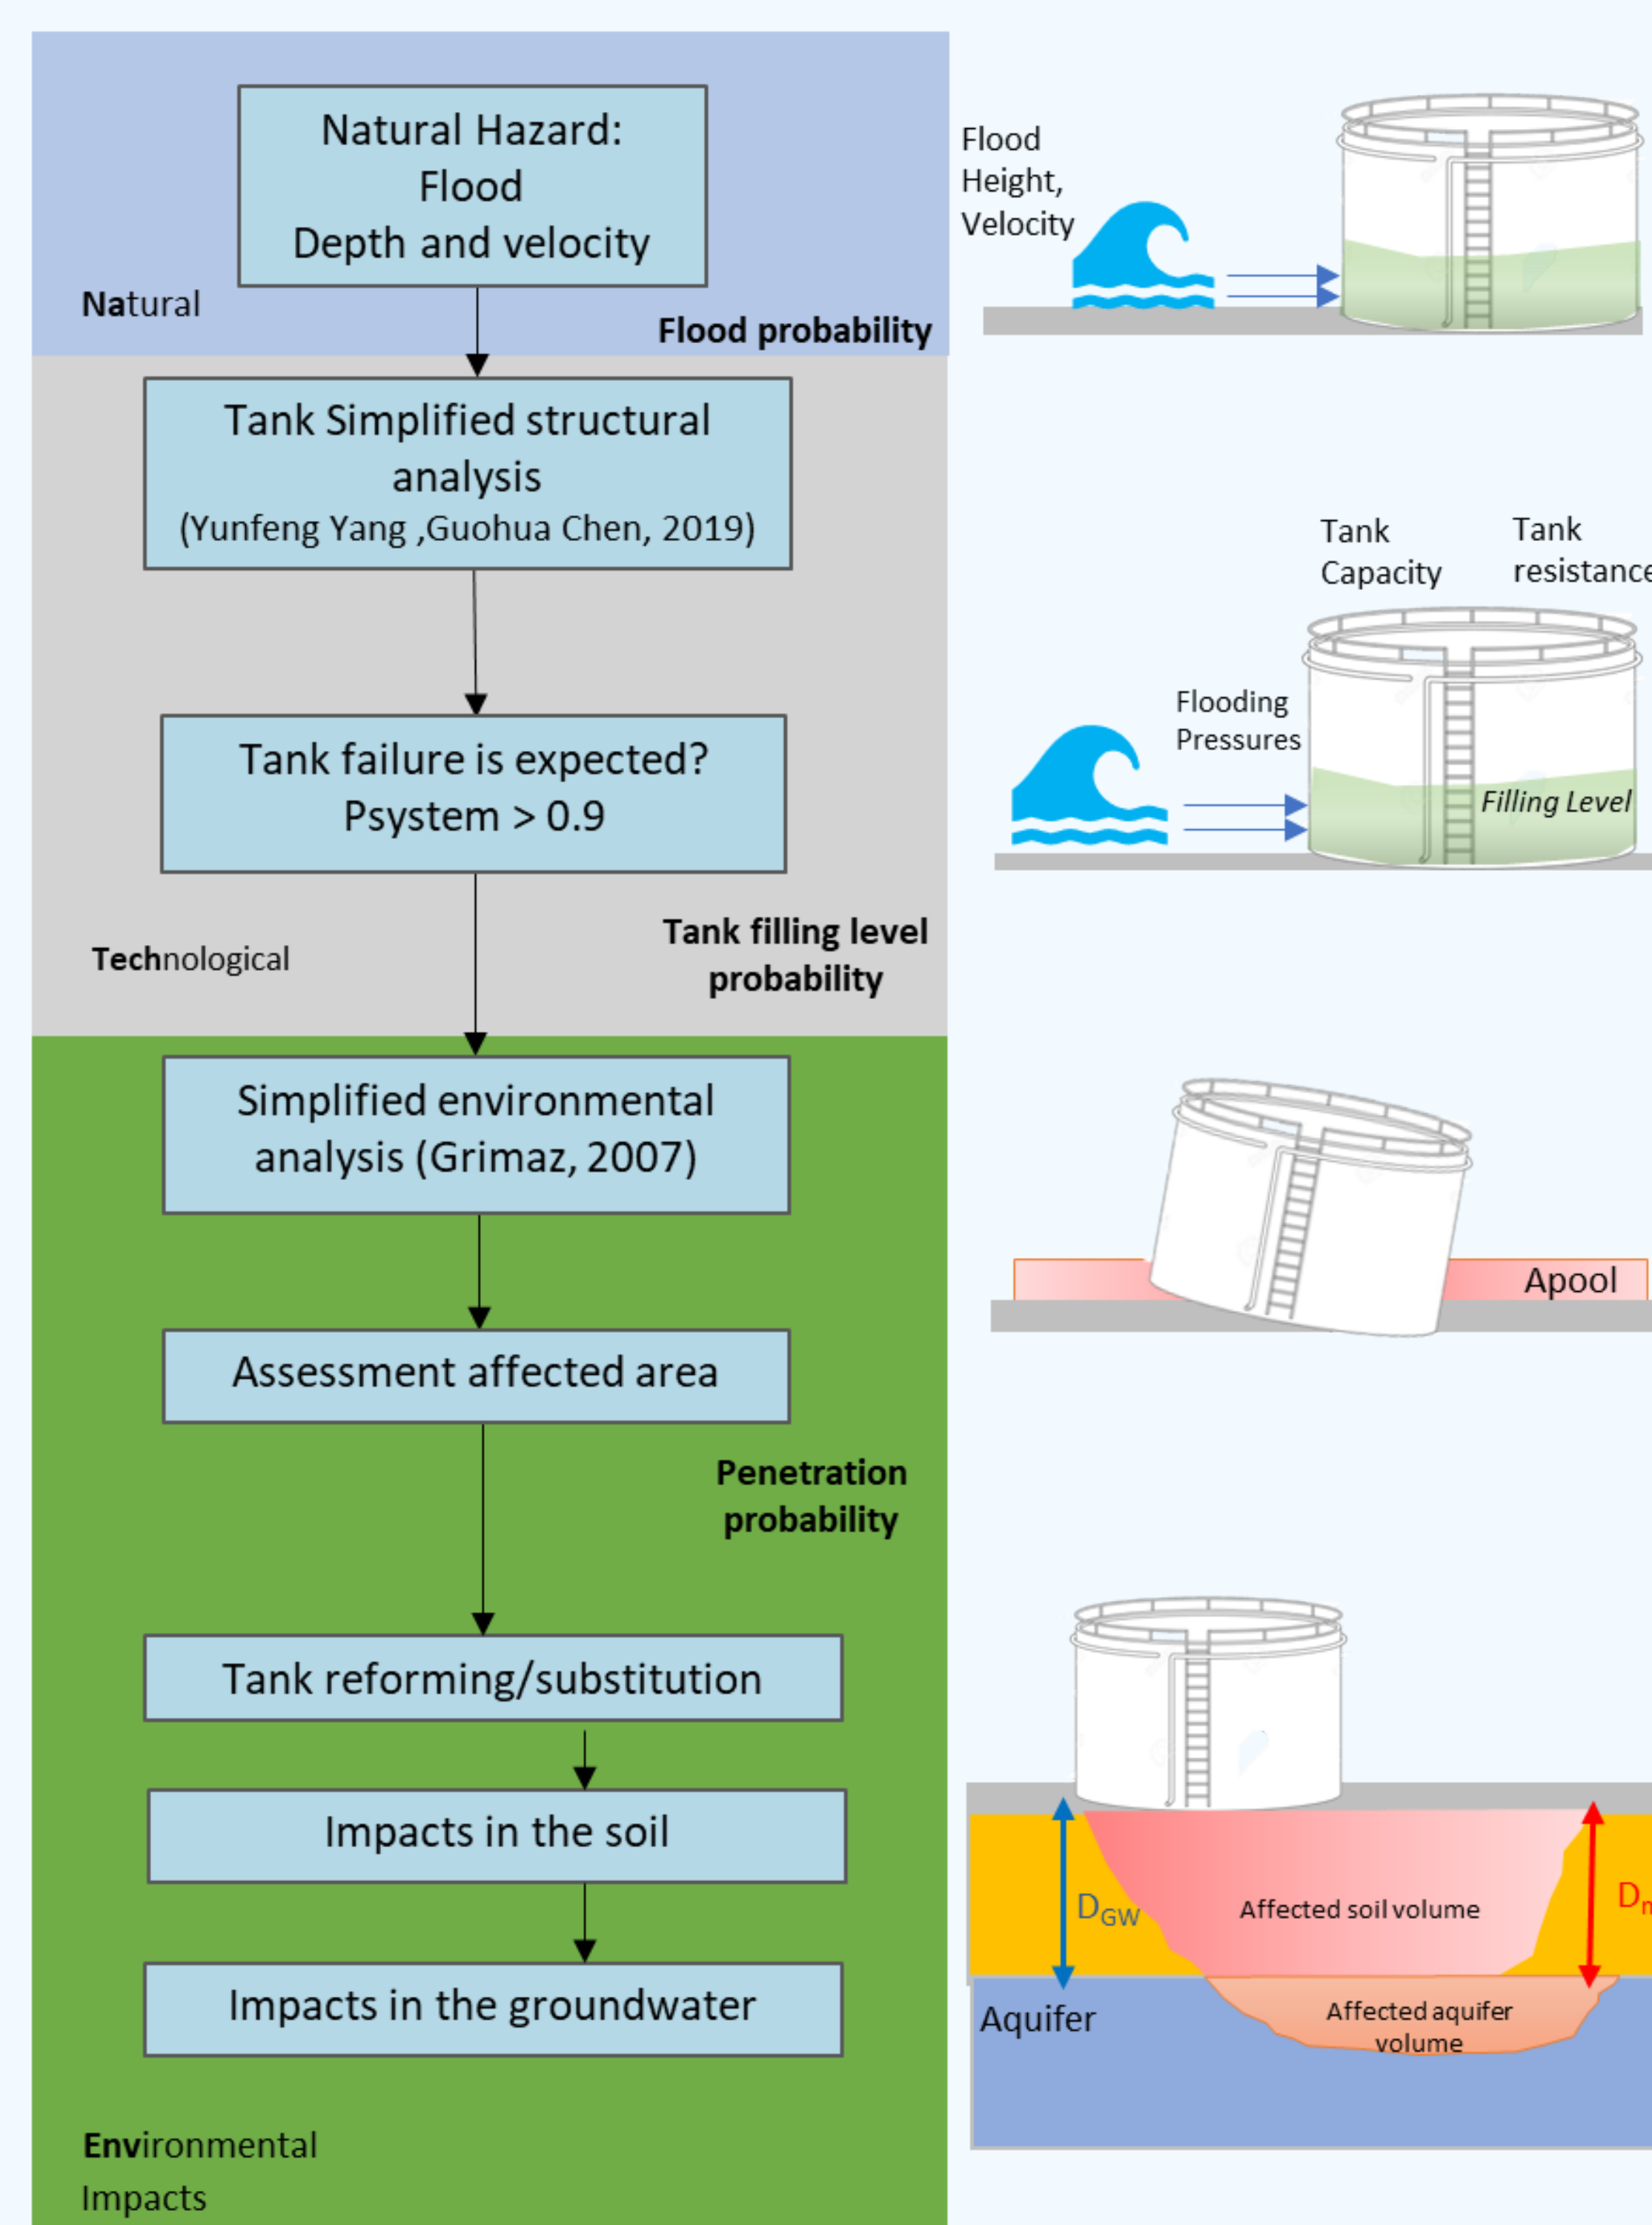 Natural Hazard:
Flood
Depth and velocity
Natural
Flood probability
Flood
Height,
Velocity
Tank Simplified structural
analysis
(Yunfeng Yang ,Guohua Chen, 2019)
Tank failure is expected?
Psystem > 0.9
Technological
Tank filling level
probability
Tank
Capacity
Tank
resistance
Flooding
Pressures
Filling Level
Simplified environmental
analysis (Grimaz, 2007)
Assessment affected area
Penetration
probability
Apool
Tank reforming/substitution
Impacts in the soil
Impacts in the groundwater
Environmental
Impacts
DGW
Affected soil volume
Aquifer
Affected aquifer
volume